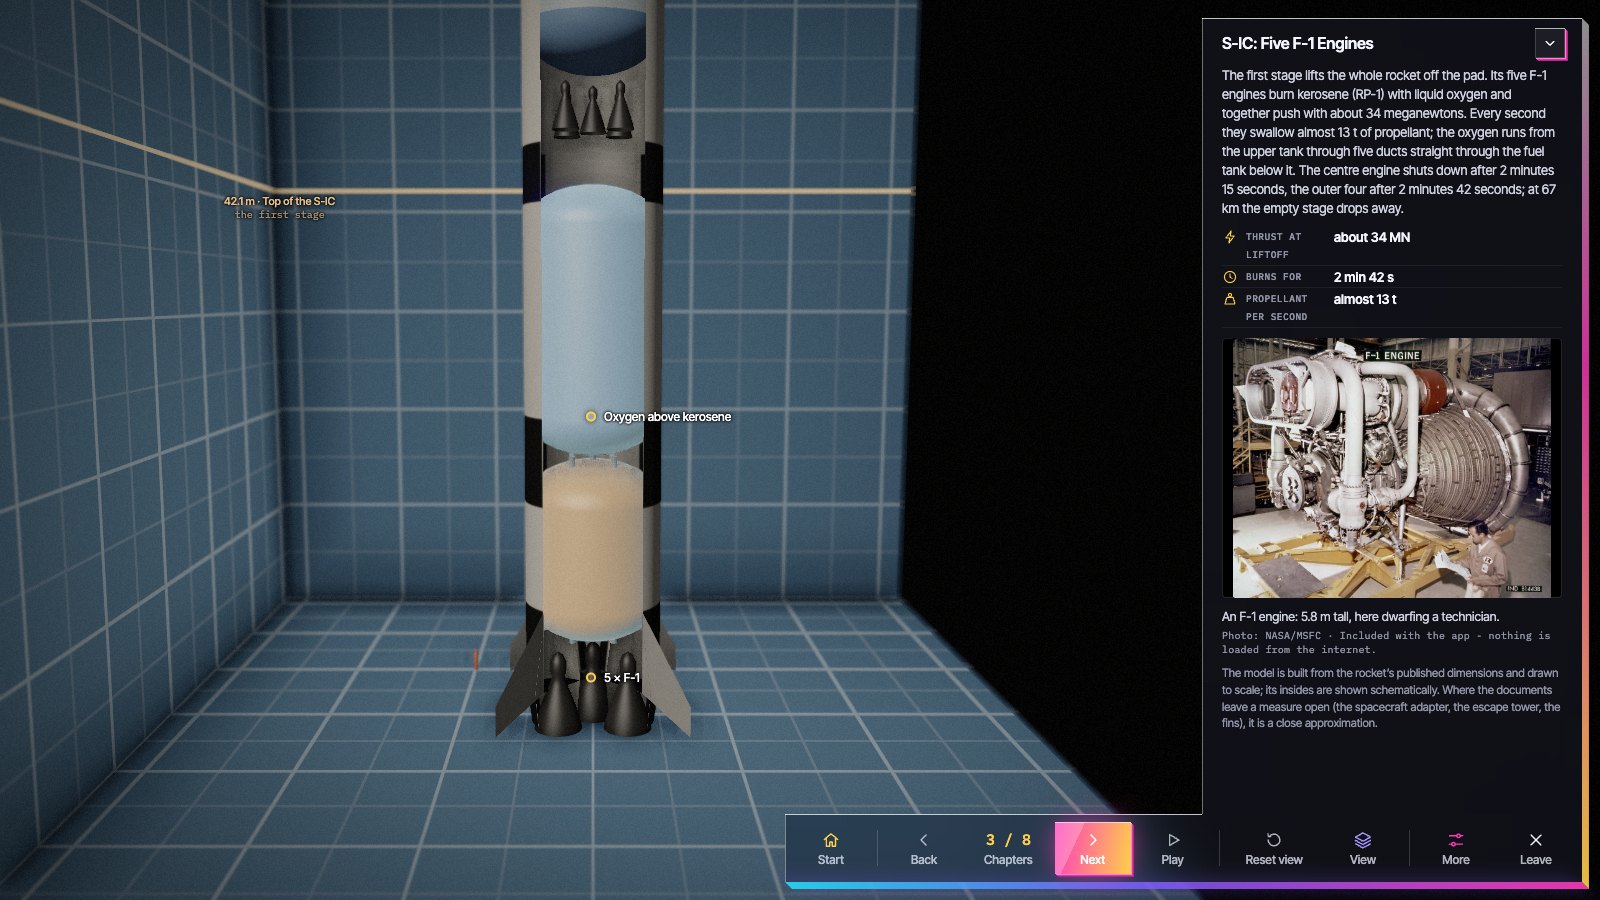 S-IC: Five F-1 Engines
The first stage lifts the whole rocket off the pad. Its five F-1
engines burn kerosene (RP-1) with liquid oxygen and
together push with about 34 meganewtons. Every second
they swallow almost 13 t of propellant; the oxygen runs from
the upper tank through five ducts straight through the fuel
tank below it. The centre engine shuts down after 2 minutes
15 seconds, the outer four after 2 minutes 42 seconds; at 67
km the empty stage drops away.
THRUST AT
LIFTOFF
about 34 MN
BURNS FOR
2 min 42 s
PROPELLANT
PER SECOND
almost 13 t
F-1 ENGINE
An F-1 engine: 5.8 m tall, here dwarfing a technician.
Photo: NASA/MSFC · Included with the app - nothing is
loaded from the internet.
The model is built from the rocket's published dimensions and drawn
to scale; its insides are shown schematically. Where the documents
leave a measure open (the spacecraft adapter, the escape tower, the
fins), it is a close approximation.
42.1 m · Top of the S-IC
the first stage
Oxygen above kerosene
5 × F-1
Start
Back
3 / 8
Chapters
Next
Play
Reset view
View
More
Leave